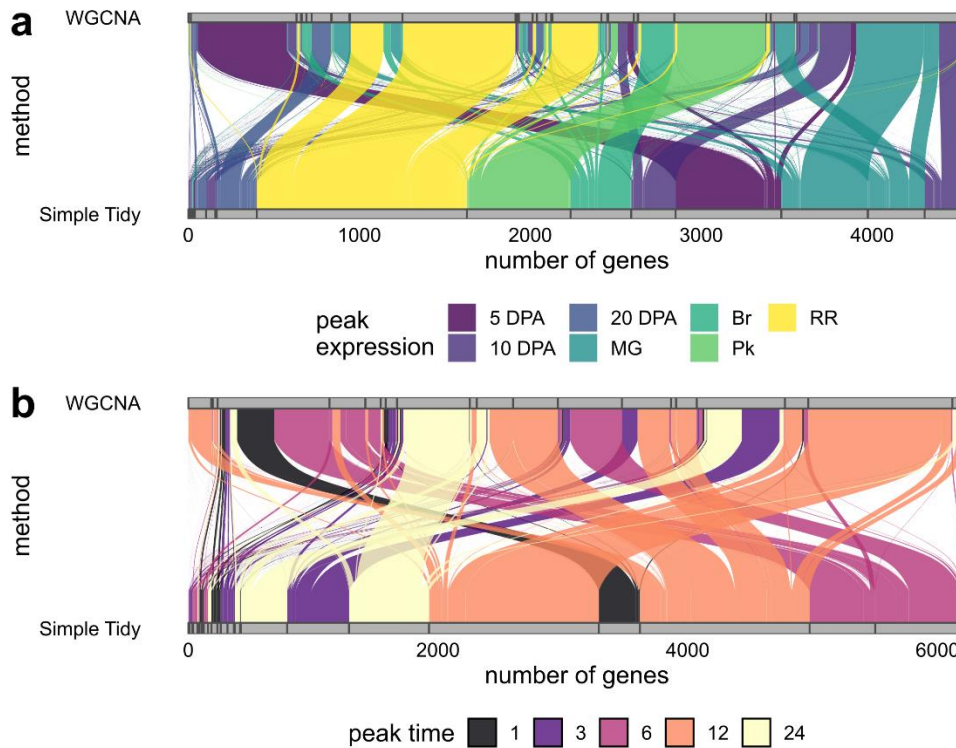 a
WGCNA
method
Simple Tidy
0 1000 2000 3000 4000
number of genes
peak expression
5 DPA 20 DPA Br RR
10 DPA MG Pk
b
WGCNA
method
Simple Tidy
0 2000 4000 6000
number of genes
peak time 1 3 6 12 24